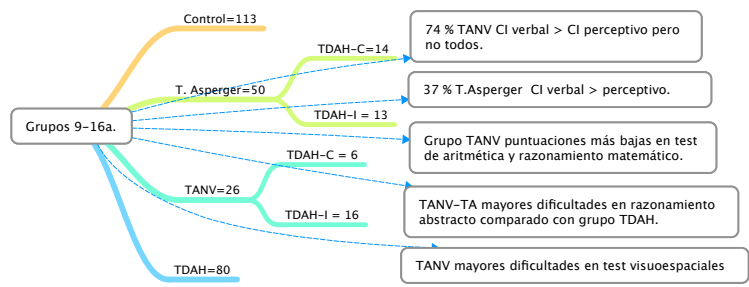 Control=113
TDAH-C=14
T. Asperger=50
TDAH-I = 13
Grupos 9-16a.
TDAH-C = 6
TANV=26
TDAH-I = 16
TDAH=80
74 % TANV CI verbal > CI perceptivo pero
no todos.
37 % T.Asperger  CI verbal > perceptivo.
Grupo TANV puntuaciones más bajas en test
de aritmética y razonamiento matemático.
TANV-TA mayores dificultades en razonamiento
abstracto comparado con grupo TDAH.
TANV mayores dificultades en test visuoespaciales